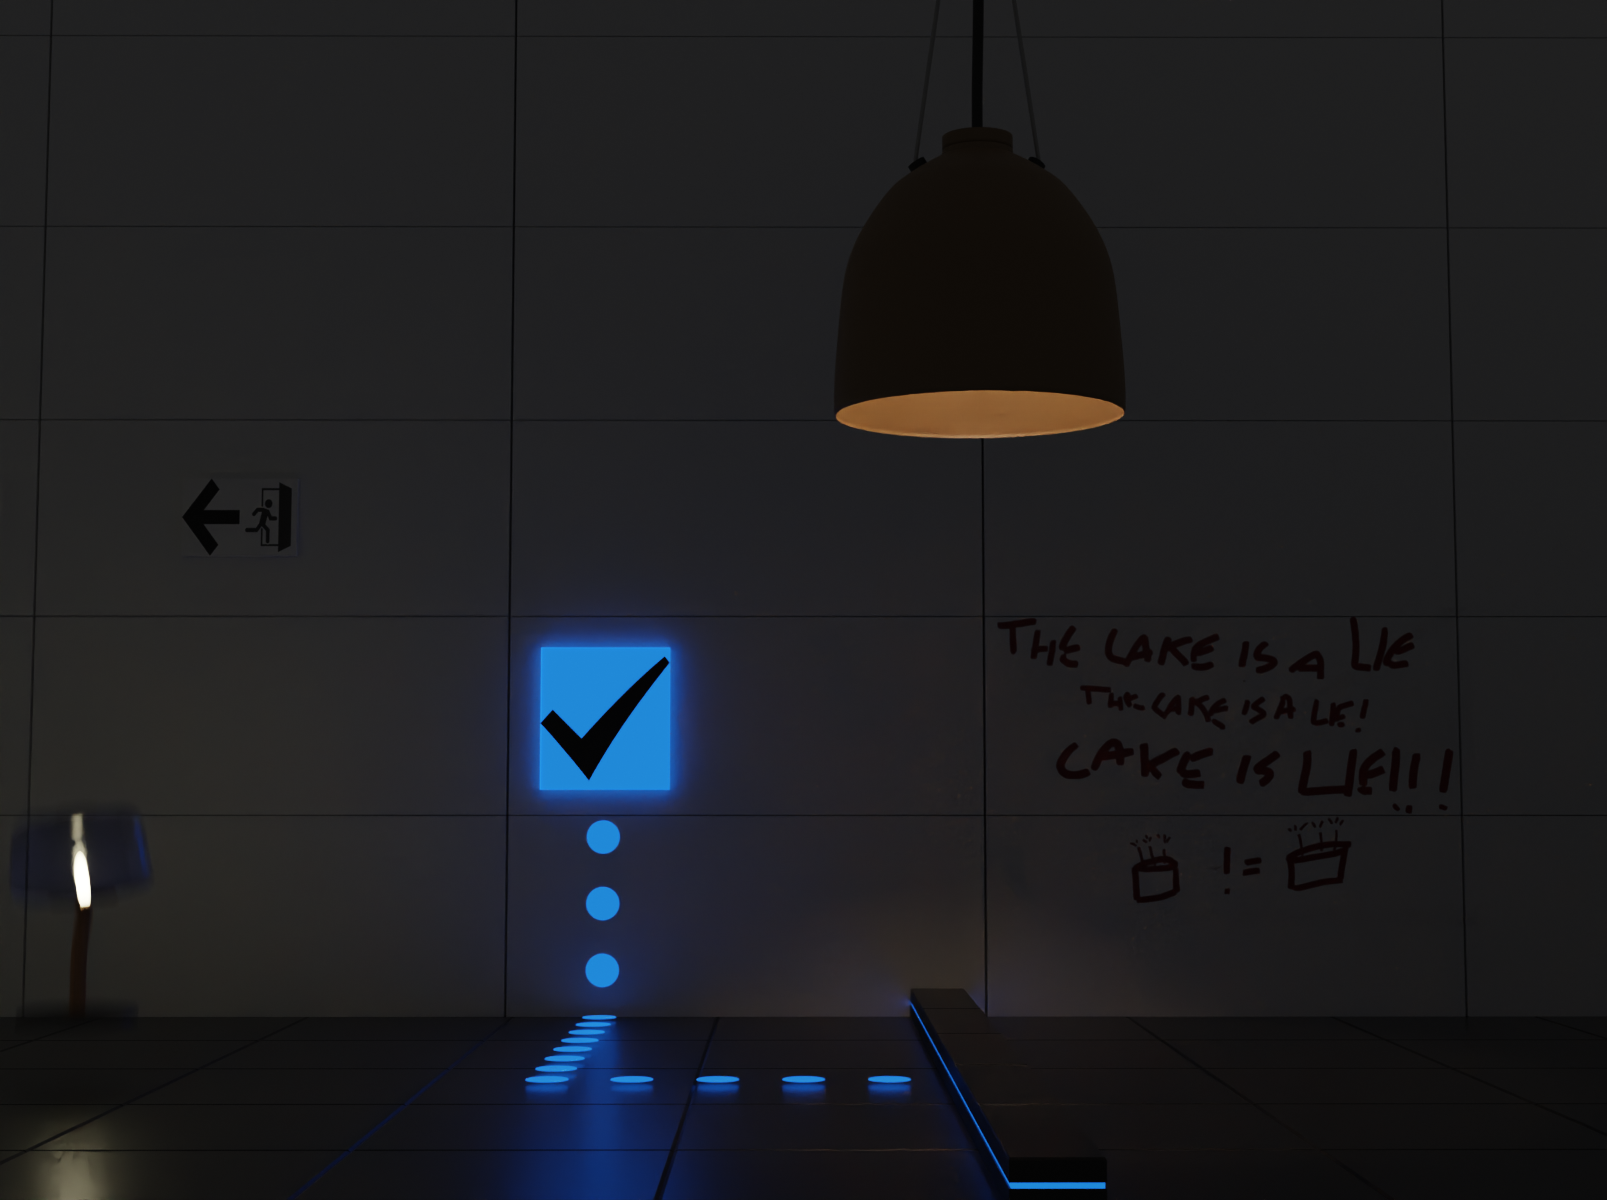 THE CAKE IS A LIE
THE CAKE IS A LIE!
CAKE IS LIE!!!
!=